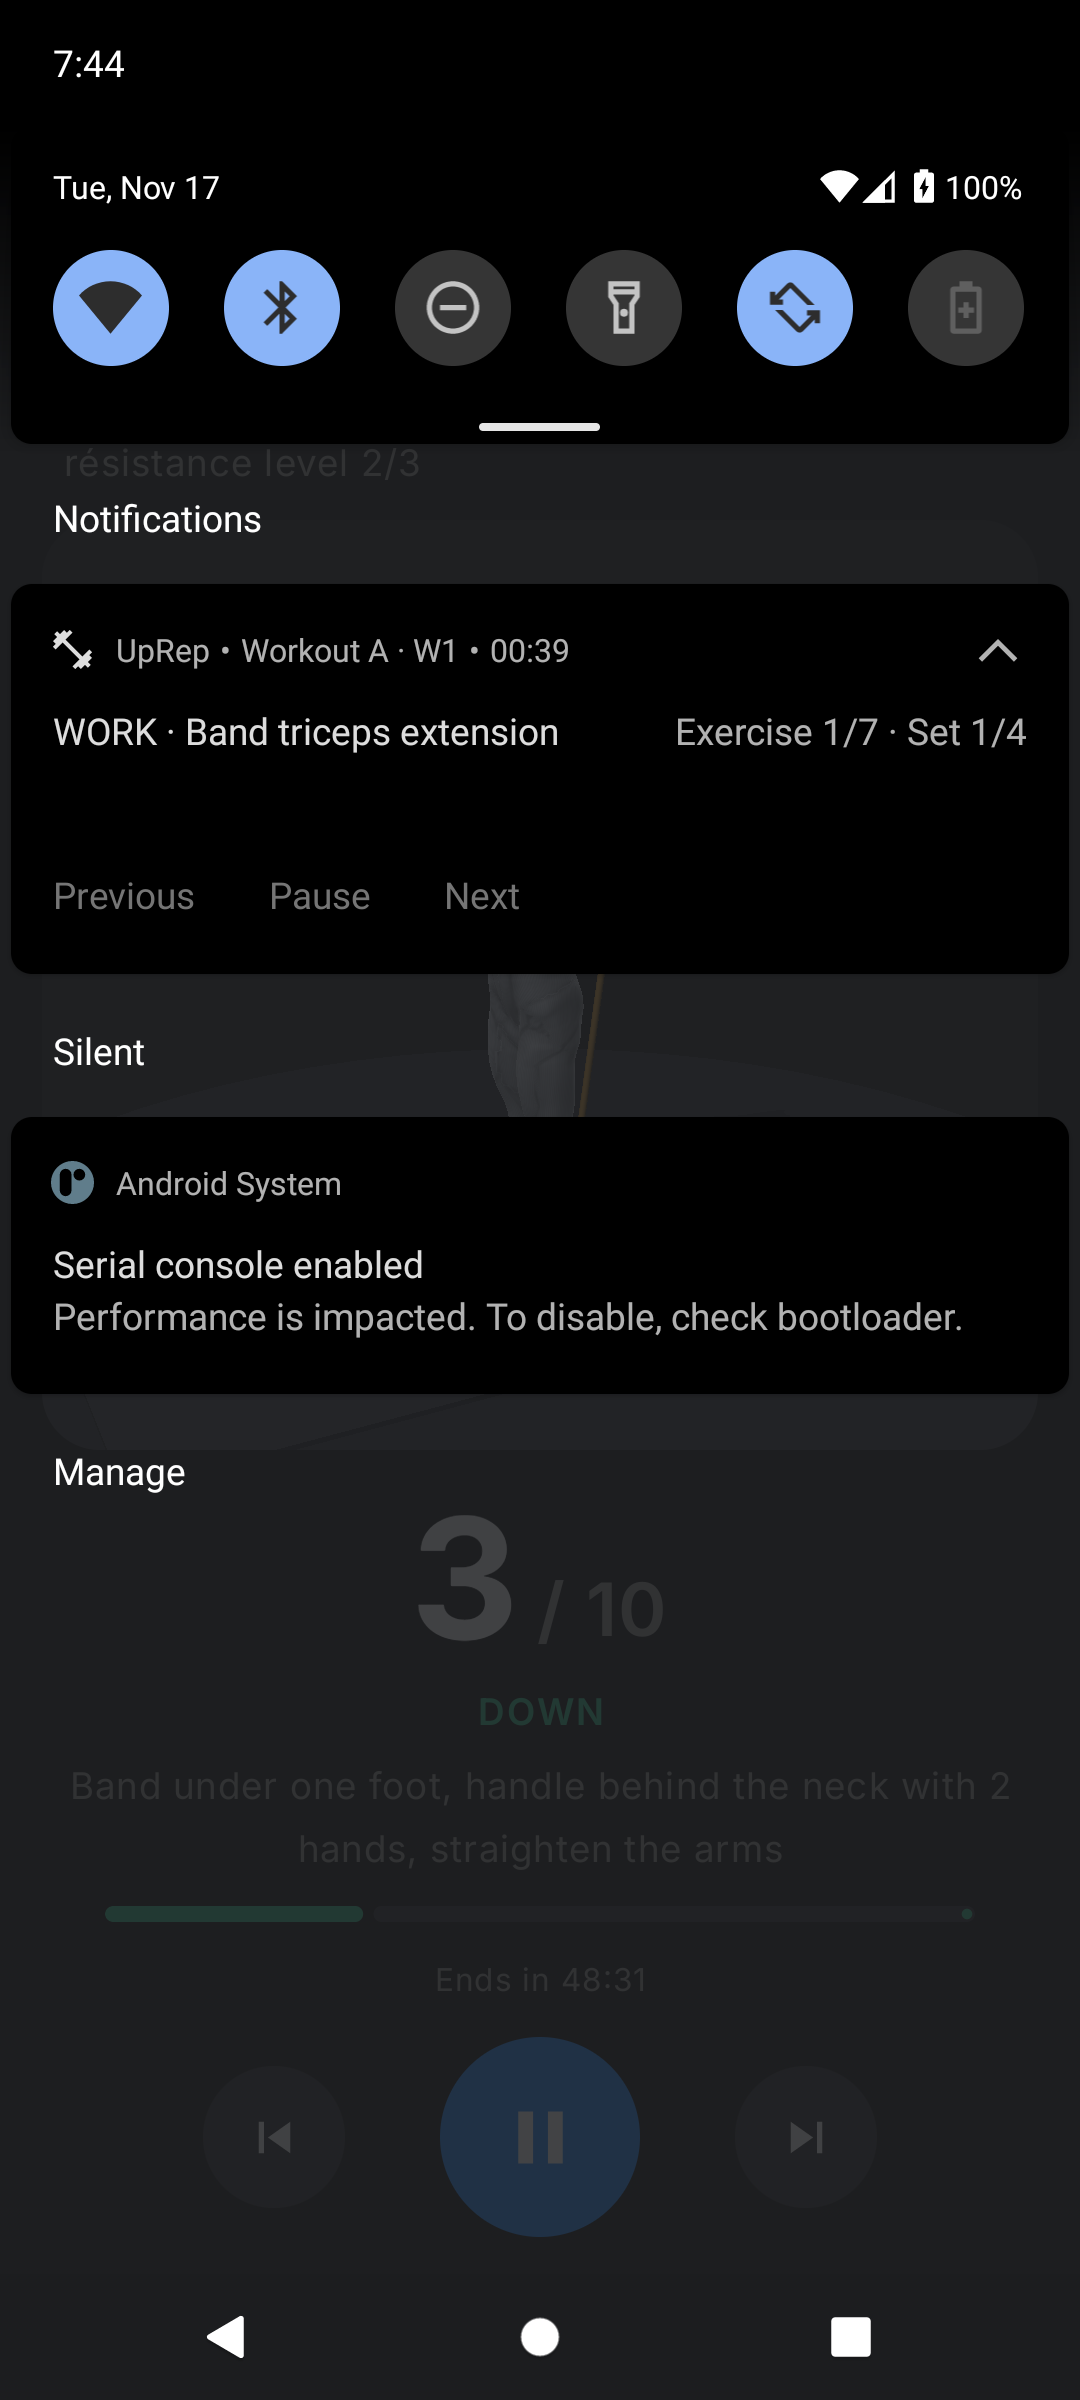 7:44
Tue, Nov 17
100%
résistance level 2/3
Notifications
UpRep • Workout A · W1 • 00:39
WORK · Band triceps extension Exercise 1/7 · Set 1/4
Previous Pause Next
Silent
Android System
Serial console enabled
Performance is impacted. To disable, check bootloader.
Manage
3 / 10
DOWN
Band under one foot, handle behind the neck with 2
hands, straighten the arms
Ends in 48:31